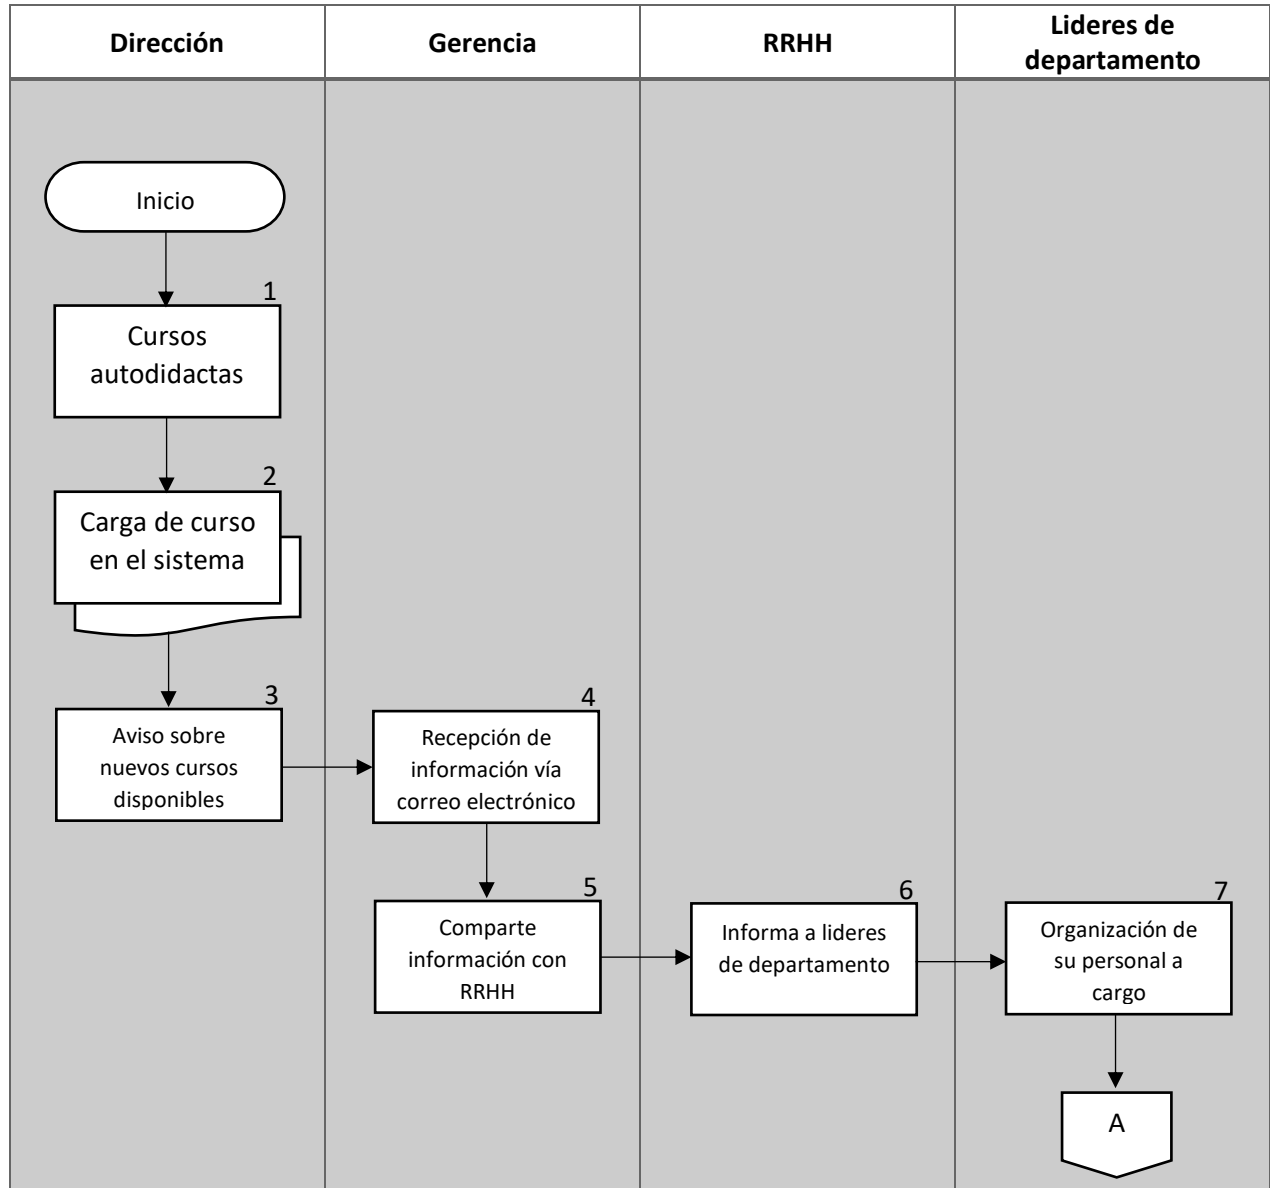 Dirección
Gerencia
RRHH
Lideres de
departamento
Inicio
1
Cursos
autodidactas
2
Carga de curso
en el sistema
3
Aviso sobre
nuevos cursos
disponibles
4
Recepción de
información vía
correo electrónico
5
Comparte
información con
RRHH
6
Informa a lideres
de departamento
7
Organización de
su personal a
cargo
A